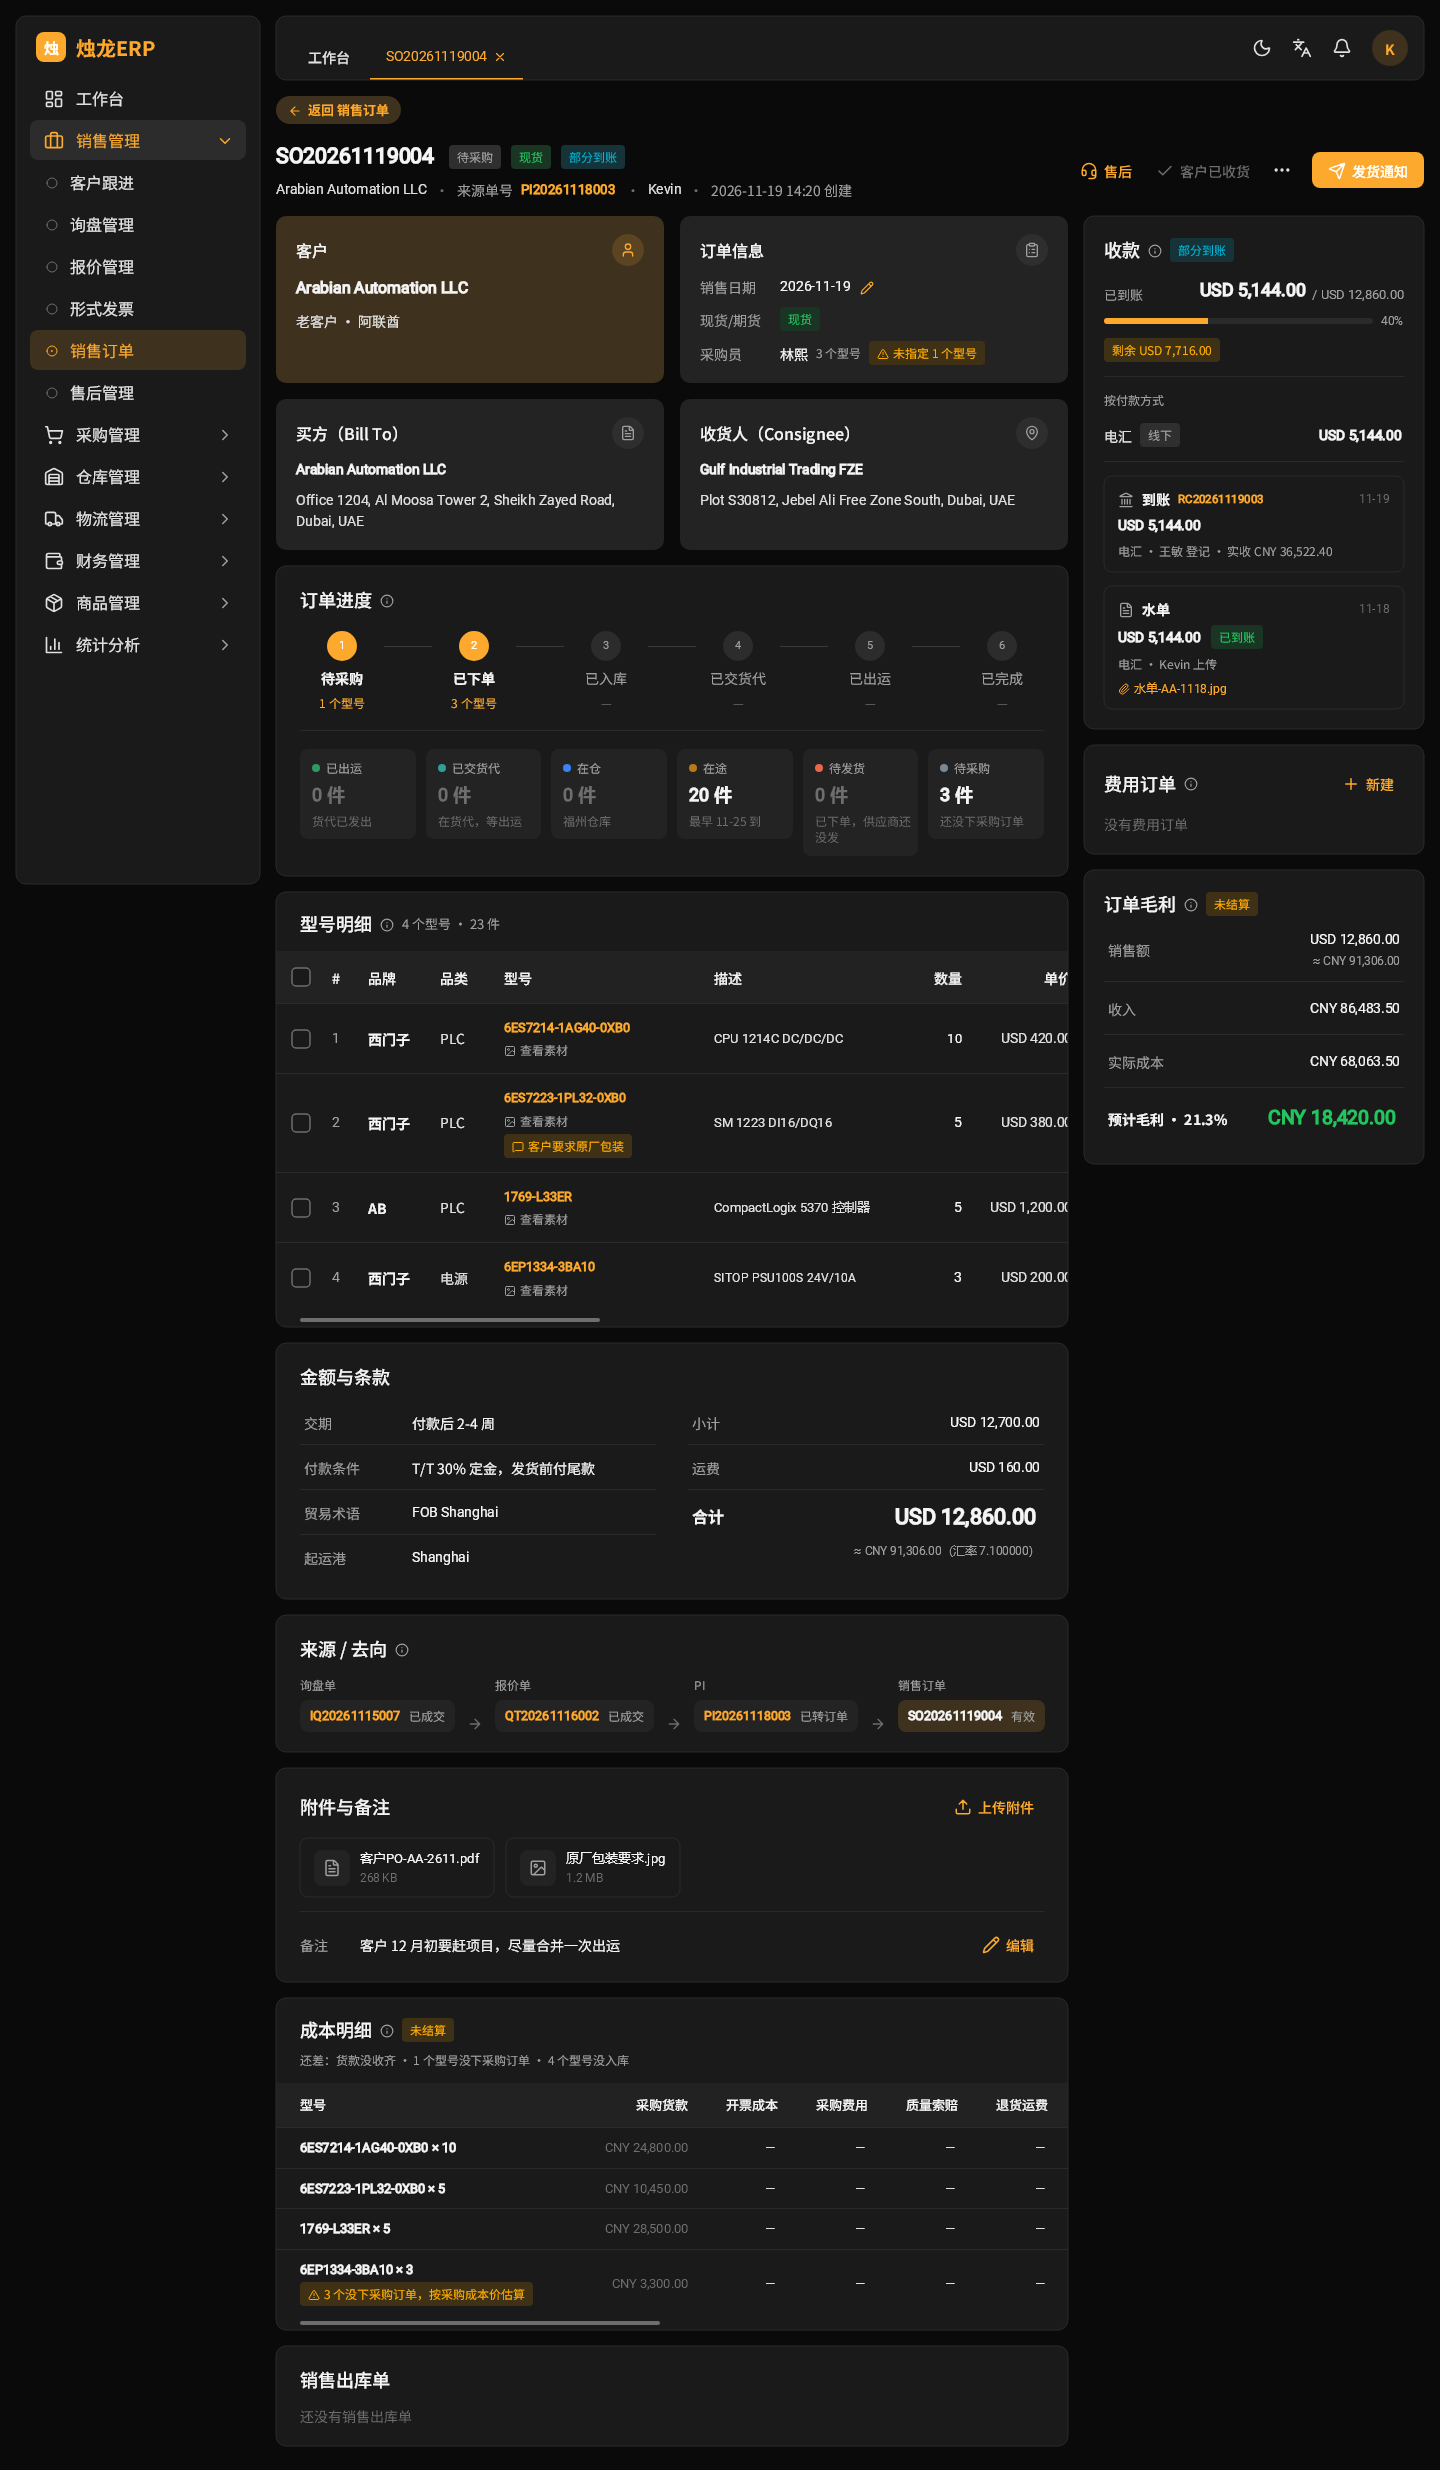 烛 烛龙ERP
工作台
销售管理
客户跟进
询盘管理
报价管理
形式发票
销售订单
售后管理
采购管理
仓库管理
物流管理
财务管理
商品管理
统计分析
工作台 SO20261119004
K
返回 销售订单
SO20261119004 待采购 现货 部分到账
Arabian Automation LLC • 来源单号 PI20261118003 • Kevin • 2026-11-19 14:20 创建
售后 客户已收货 ··· 发货通知
客户
Arabian Automation LLC
老客户 • 阿联酋
订单信息
销售日期 2026-11-19
现货/期货 现货
采购员 林熙 3 个型号 未指定 1 个型号
买方（Bill To）
Arabian Automation LLC
Office 1204, Al Moosa Tower 2, Sheikh Zayed Road,
Dubai, UAE
收货人（Consignee）
Gulf Industrial Trading FZE
Plot S30812, Jebel Ali Free Zone South, Dubai, UAE
订单进度
1 2 3 4 5 6
待采购 已下单 已入库 已交货代 已出运 已完成
1 个型号 3 个型号 — — — —
已出运 已交货代 在仓 在途 待发货 待采购
0 件 0 件 0 件 20 件 0 件 3 件
货代已发出 在货代，等出运 福州仓库 最早 11-25 到 已下单，供应商还 还没下采购订单
没发
型号明细 4 个型号 • 23 件
# 品牌 品类 型号 描述 数量 单价
1 西门子 PLC 6ES7214-1AG40-0XB0 CPU 1214C DC/DC/DC 10 USD 420.00
查看素材
2 西门子 PLC 6ES7223-1PL32-0XB0 SM 1223 DI16/DQ16 5 USD 380.00
查看素材
客户要求原厂包装
3 AB PLC 1769-L33ER CompactLogix 5370 控制器 5 USD 1,200.00
查看素材
4 西门子 电源 6EP1334-3BA10 SITOP PSU100S 24V/10A 3 USD 200.00
查看素材
金额与条款
交期 付款后 2-4 周
付款条件 T/T 30% 定金，发货前付尾款
贸易术语 FOB Shanghai
起运港 Shanghai
小计 USD 12,700.00
运费 USD 160.00
合计 USD 12,860.00
≈ CNY 91,306.00（汇率 7.100000）
来源 / 去向
询盘单 报价单 PI 销售订单
IQ20261115007 已成交 QT20261116002 已成交 PI20261118003 已转订单 SO20261119004 有效
附件与备注 上传附件
客户PO-AA-2611.pdf
268 KB
原厂包装要求.jpg
1.2 MB
备注 客户 12 月初要赶项目，尽量合并一次出运 编辑
成本明细 未结算
还差：货款没收齐 • 1 个型号没下采购订单 • 4 个型号没入库
型号 采购货款 开票成本 采购费用 质量索赔 退货运费
6ES7214-1AG40-0XB0 × 10 CNY 24,800.00 — — — —
6ES7223-1PL32-0XB0 × 5 CNY 10,450.00 — — — —
1769-L33ER × 5 CNY 28,500.00 — — — —
6EP1334-3BA10 × 3 CNY 3,300.00 — — — —
3 个没下采购订单，按采购成本价估算
销售出库单
还没有销售出库单
收款 部分到账
已到账 USD 5,144.00 / USD 12,860.00
40%
剩余 USD 7,716.00
按付款方式
电汇 线下 USD 5,144.00
到账 RC20261119003 11-19
USD 5,144.00
电汇 • 王敏 登记 • 实收 CNY 36,522.40
水单 11-18
USD 5,144.00 已到账
电汇 • Kevin 上传
水单-AA-1118.jpg
费用订单 新建
没有费用订单
订单毛利 未结算
销售额 USD 12,860.00
≈ CNY 91,306.00
收入 CNY 86,483.50
实际成本 CNY 68,063.50
预计毛利 • 21.3% CNY 18,420.00